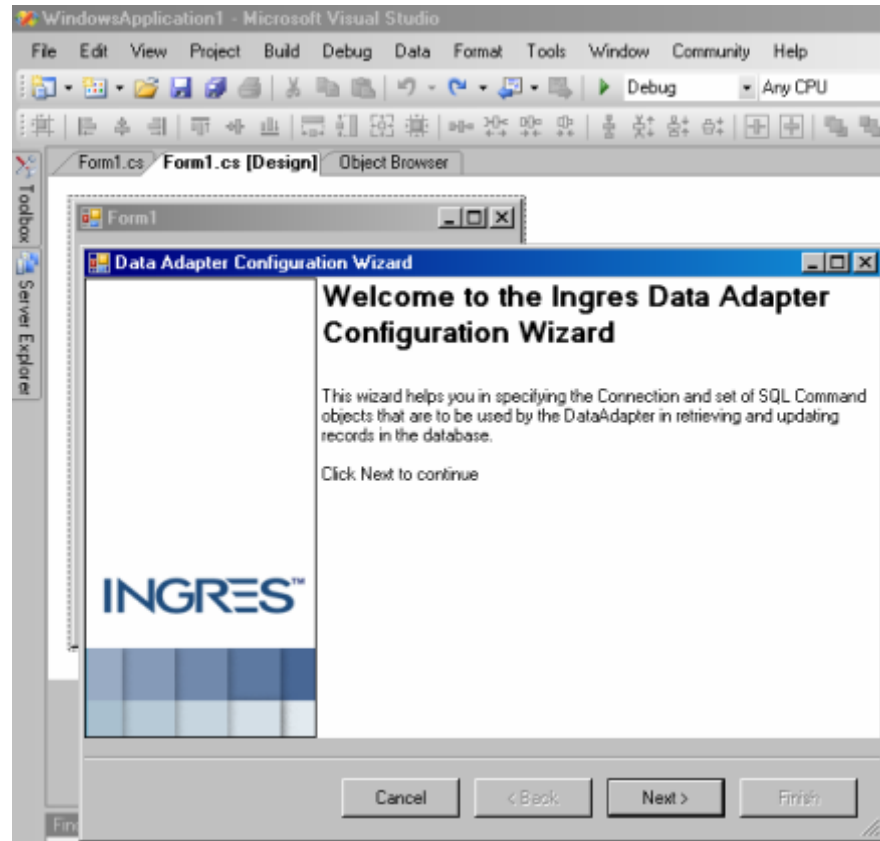 WindowsApplication1 - Microsoft Visual Studio
File Edit View Project Build Debug Data Format Tools Window Community Help
Debug Any CPU
Form1.cs Form1.cs [Design] Object Browser
Toolbox
Server Explorer
Form1
Data Adapter Configuration Wizard
Welcome to the Ingres Data Adapter
Configuration Wizard
This wizard helps you in specifying the Connection and set of SQL Command
objects that are to be used by the DataAdapter in retrieving and updating
records in the database.
Click Next to continue
INGRES™
Cancel < Back Next > Finish